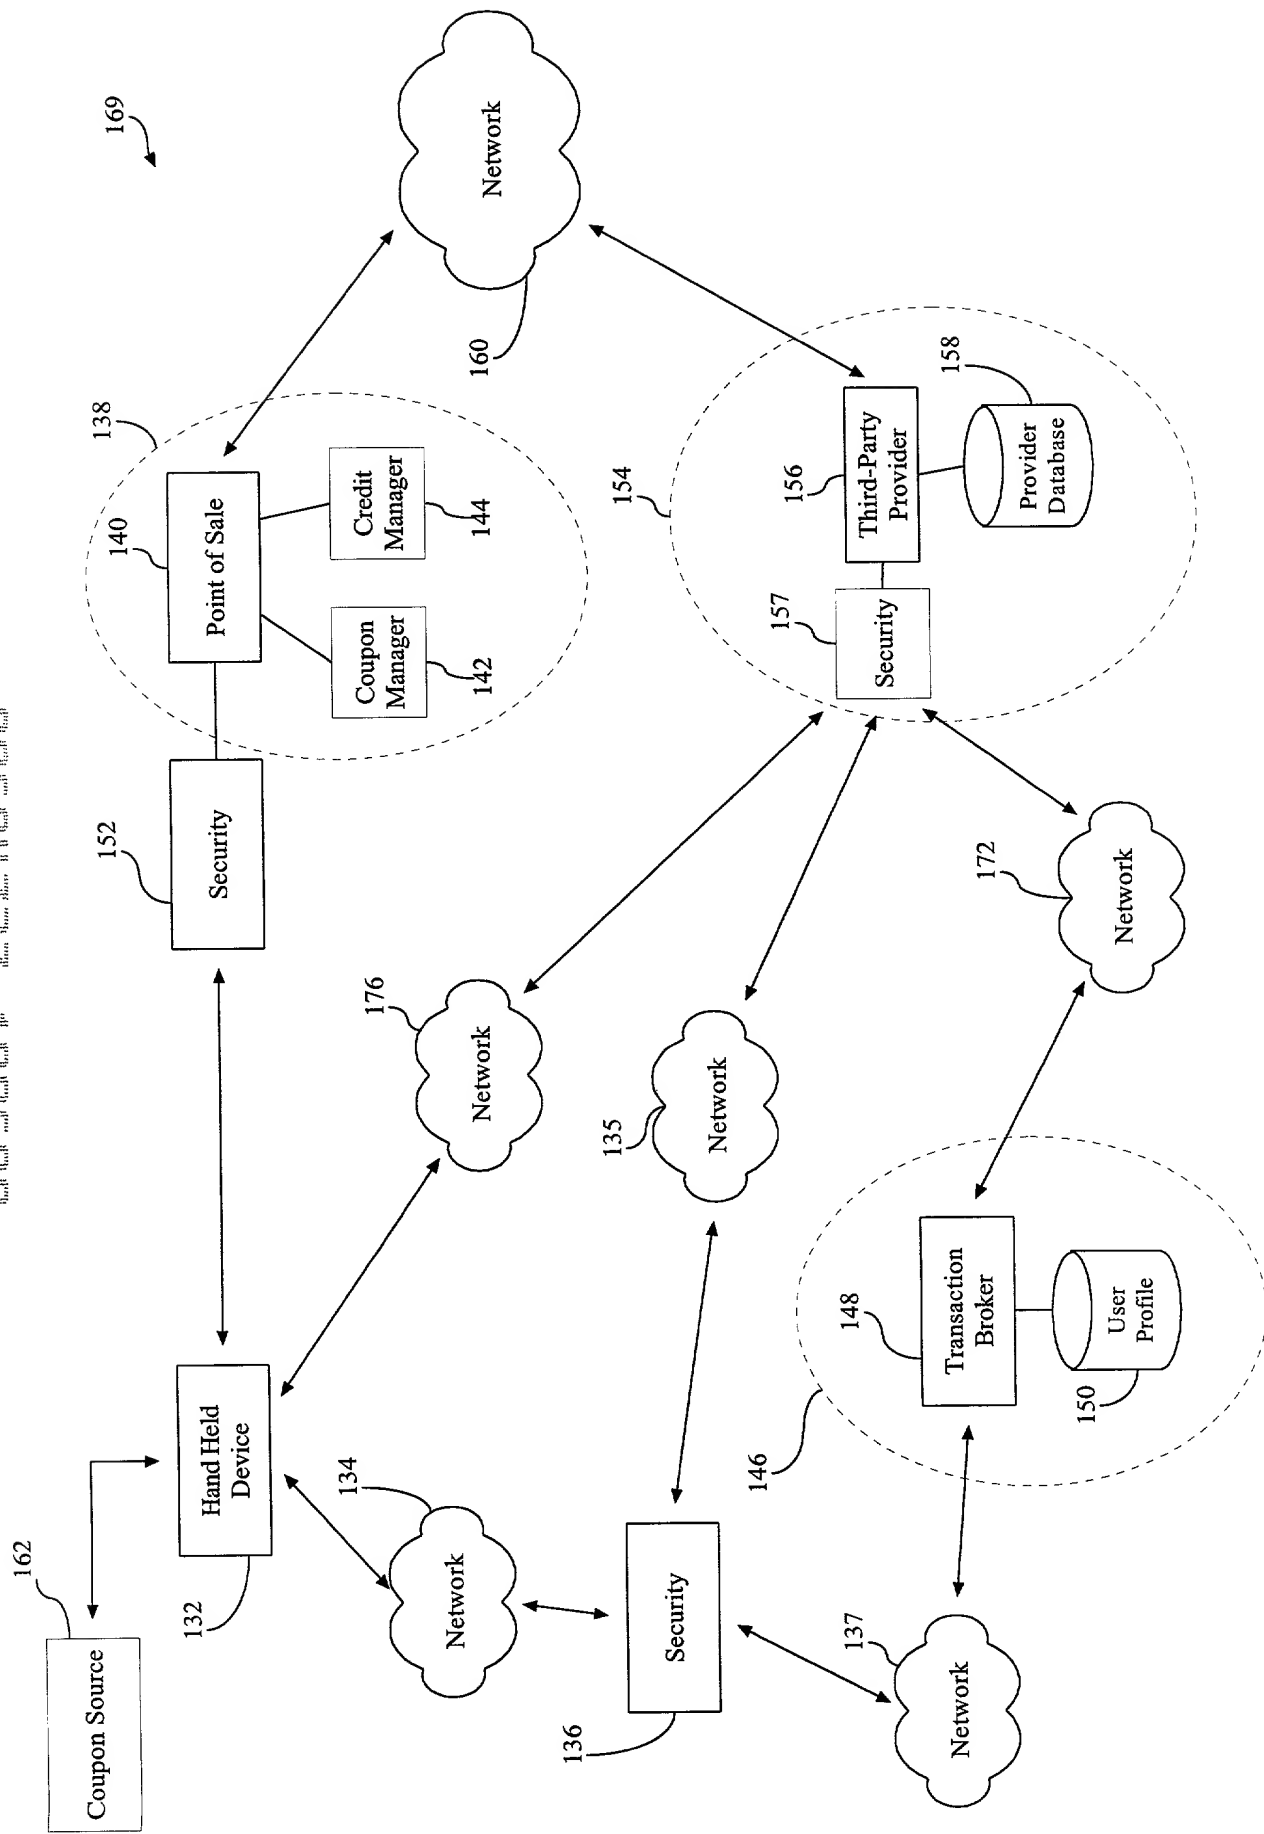 162
Coupon Source
132
Hand Held
Device
152
Security
140
Point of Sale
138
169
Coupon
Manager
142
Credit
Manager
144
134
Network
176
Network
160
Network
136
Security
135
Network
154
137
Network
146
148
Transaction
Broker
150
User
Profile
172
Network
157
Security
156
Third-Party
Provider
158
Provider
Database